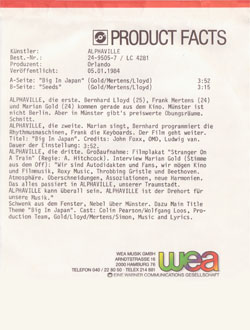 PRODUCT FACTS
Künstler: ALPHAVILLE
Best.-Nr.: 24-9505-7 / LC 4281
Produzent: Orlando
Veröffentlicht: 05.01.1984
A-Seite: "Big In Japan" (Gold/Mertens/Lloyd) 3:52
B-Seite: "Seeds" (Gold/Mertens/Lloyd) 3:15
ALPHAVILLE, die erste. Bernhard Lloyd (25), Frank Mertens (24)
und Marian Gold (24) kommen gerade aus dem Kino. Münster ist
nicht Berlin. Aber in Münster gibt's preiswerte Übungsräume.
Schnitt.
ALPHAVILLE, die zweite. Marian singt, Bernhard programmiert die
Rhythmusmaschinen, Frank die Keyboards. Der Film geht weiter.
Titel: "Big In Japan". Credits: John Foxx, OMD, Ludwig van.
Dauer der Einstellung: 3:52.
ALPHAVILLE, die dritte. Großaufnahme: Filmplakat "Stranger On
A Train" (Regie: A. Hitchcock). Interview Marian Gold (Stimme
aus dem Off): "Wir sind Autodidakten und Fans, wir mögen Kino
und Filmmusik, Roxy Music, Throbbing Gristle und Beethoven.
Atmosphäre, Überschneidungen, Assoziationen, neue Harmonien.
Das alles passiert in ALPHAVILLE, unserer Traumstadt.
ALPHAVILLE kann überall sein. ALPHAVILLE ist der Drehort für
unsere Musik."
Schwenk aus dem Fenster, Nebel über Münster. Dazu Main Title
Theme "Big In Japan". Cast: Colin Pearson/Wolfgang Loos, Pro-
duction Team, Gold/Lloyd/Mertens/Simon, Music and Lyrics.
WEA MUSIK GMBH
ARNDTSTRASSE 16
2000 HAMBURG 76
TELEFON 040 / 22 80 50 TELEX 214 881
EINE WARNER COMMUNICATIONS GESELLSCHAFT
wea